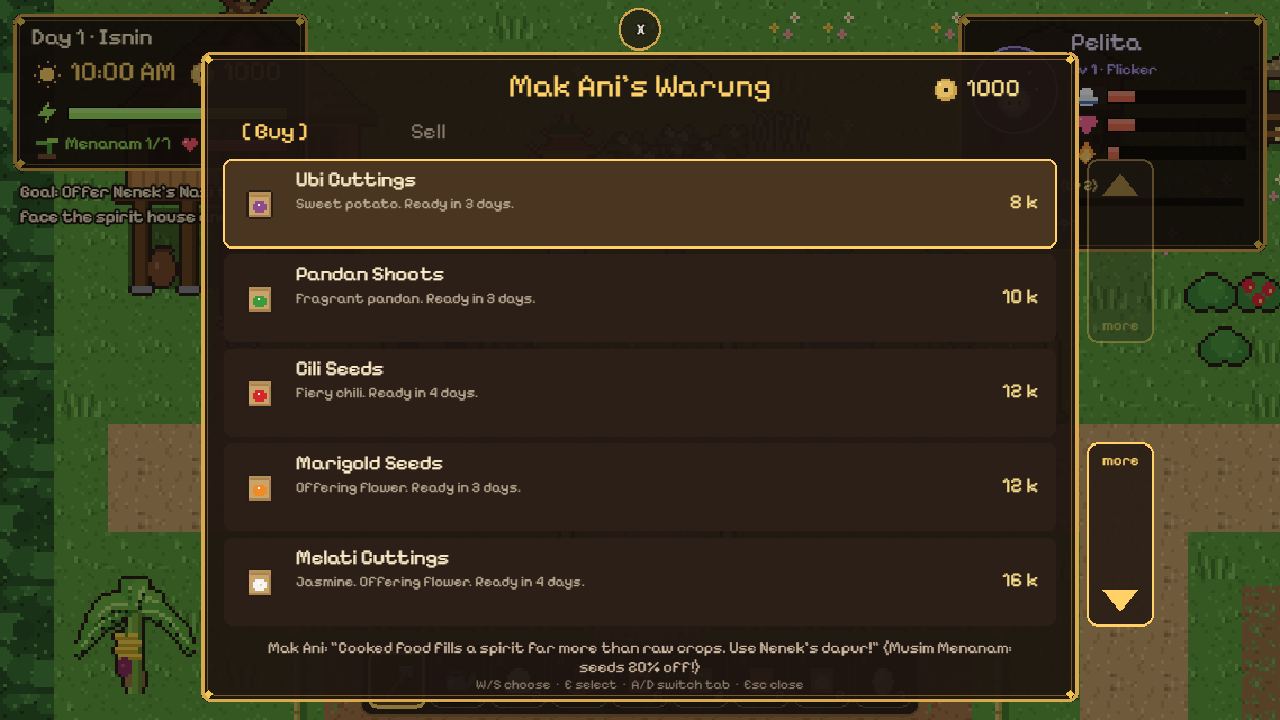 Day 1 · Isnin
10:00 AM
1000
Menanam 1/7
Goal: Offer Nenek's Na
face the spirit house
X
Mak Ani's Warung
1000
[Buy]
Sell
Ubi Cuttings
Sweet potato. Ready in 3 days.
8 k
Pandan Shoots
Fragrant pandan. Ready in 3 days.
10 k
Cili Seeds
Fiery chili. Ready in 4 days.
12 k
Marigold Seeds
Offering flower. Ready in 3 days.
12 k
Melati Cuttings
Jasmine. Offering flower. Ready in 4 days.
16 k
Mak Ani: "Cooked food fills a spirit far more than raw crops. Use Nenek's dapur!" (Musim Menanam:
seeds 20% off!)
W/S choose · E select · A/D switch tab · Esc close
Pelita
v 1 · Flicker
more
more